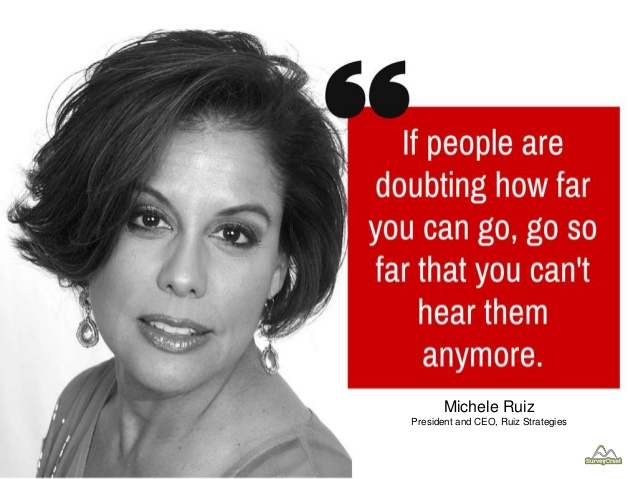 If people are
doubting how far
you can go, go so
far that you can't
hear them
anymore.
Michele Ruiz
President and CEO, Ruiz Strategies
SurveyCrest